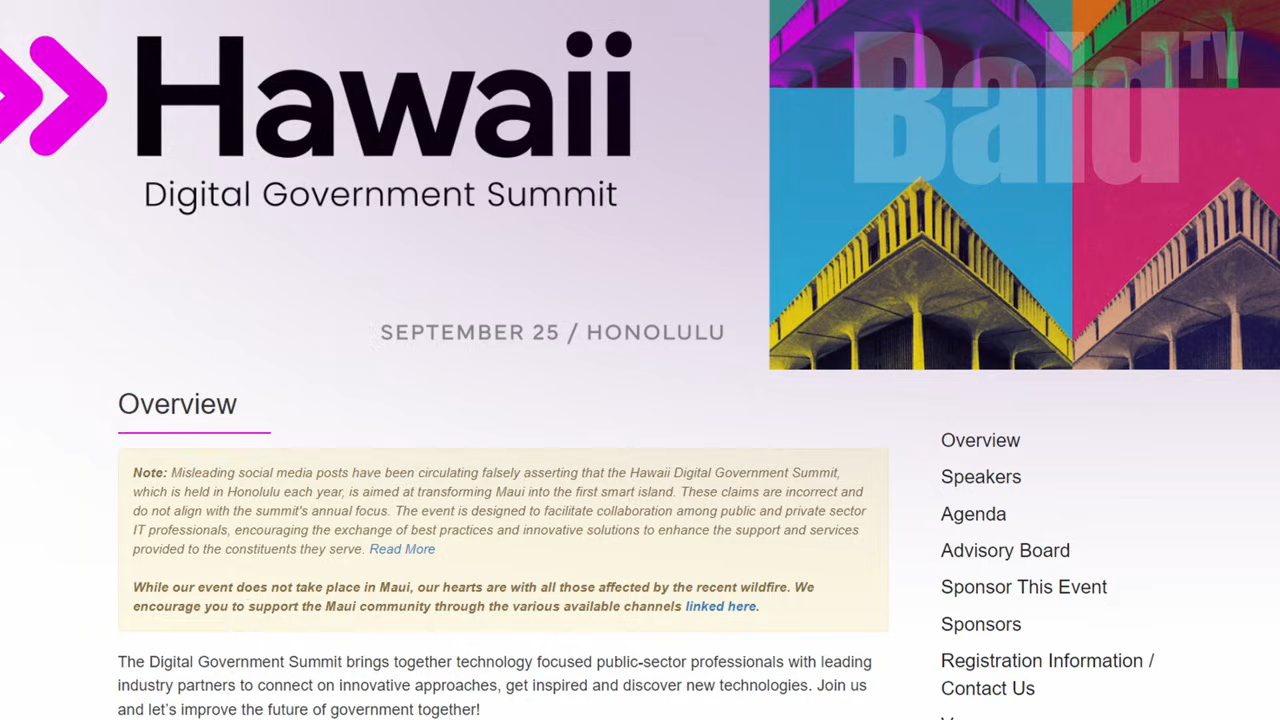 Hawaii
Digital Government Summit
SEPTEMBER 25 / HONOLULU
Bald TV
Overview
Note: Misleading social media posts have been circulating falsely asserting that the Hawaii Digital Government Summit,
which is held in Honolulu each year, is aimed at transforming Maui into the first smart island. These claims are incorrect and
do not align with the summit's annual focus. The event is designed to facilitate collaboration among public and private sector
IT professionals, encouraging the exchange of best practices and innovative solutions to enhance the support and services
provided to the constituents they serve. Read More
While our event does not take place in Maui, our hearts are with all those affected by the recent wildfire. We
encourage you to support the Maui community through the various available channels linked here.
The Digital Government Summit brings together technology focused public-sector professionals with leading
industry partners to connect on innovative approaches, get inspired and discover new technologies. Join us
and let’s improve the future of government together!
Overview
Speakers
Agenda
Advisory Board
Sponsor This Event
Sponsors
Registration Information /
Contact Us